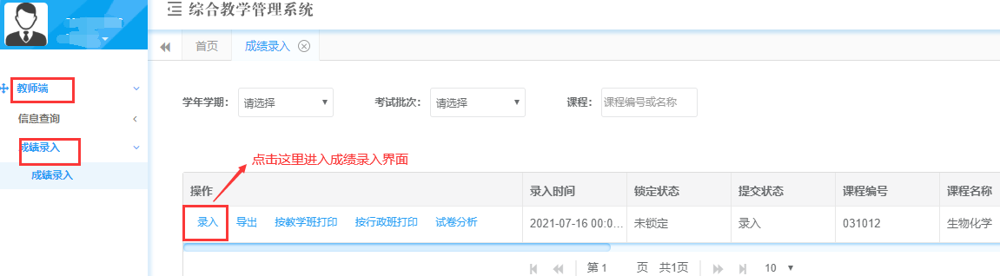 综合教学管理系统
首页 成绩录入
教师端
信息查询
成绩录入
成绩录入
学年学期: 请选择 考试批次: 请选择 课程: 课程编号或名称
点击这里进入成绩录入界面
操作 录入时间 锁定状态 提交状态 课程编号 课程名称
录入 导出 按教学班打印 按行政班打印 试卷分析 2021-07-16 00:0... 未锁定 录入 031012 生物化学
第 1 页 共1页 10